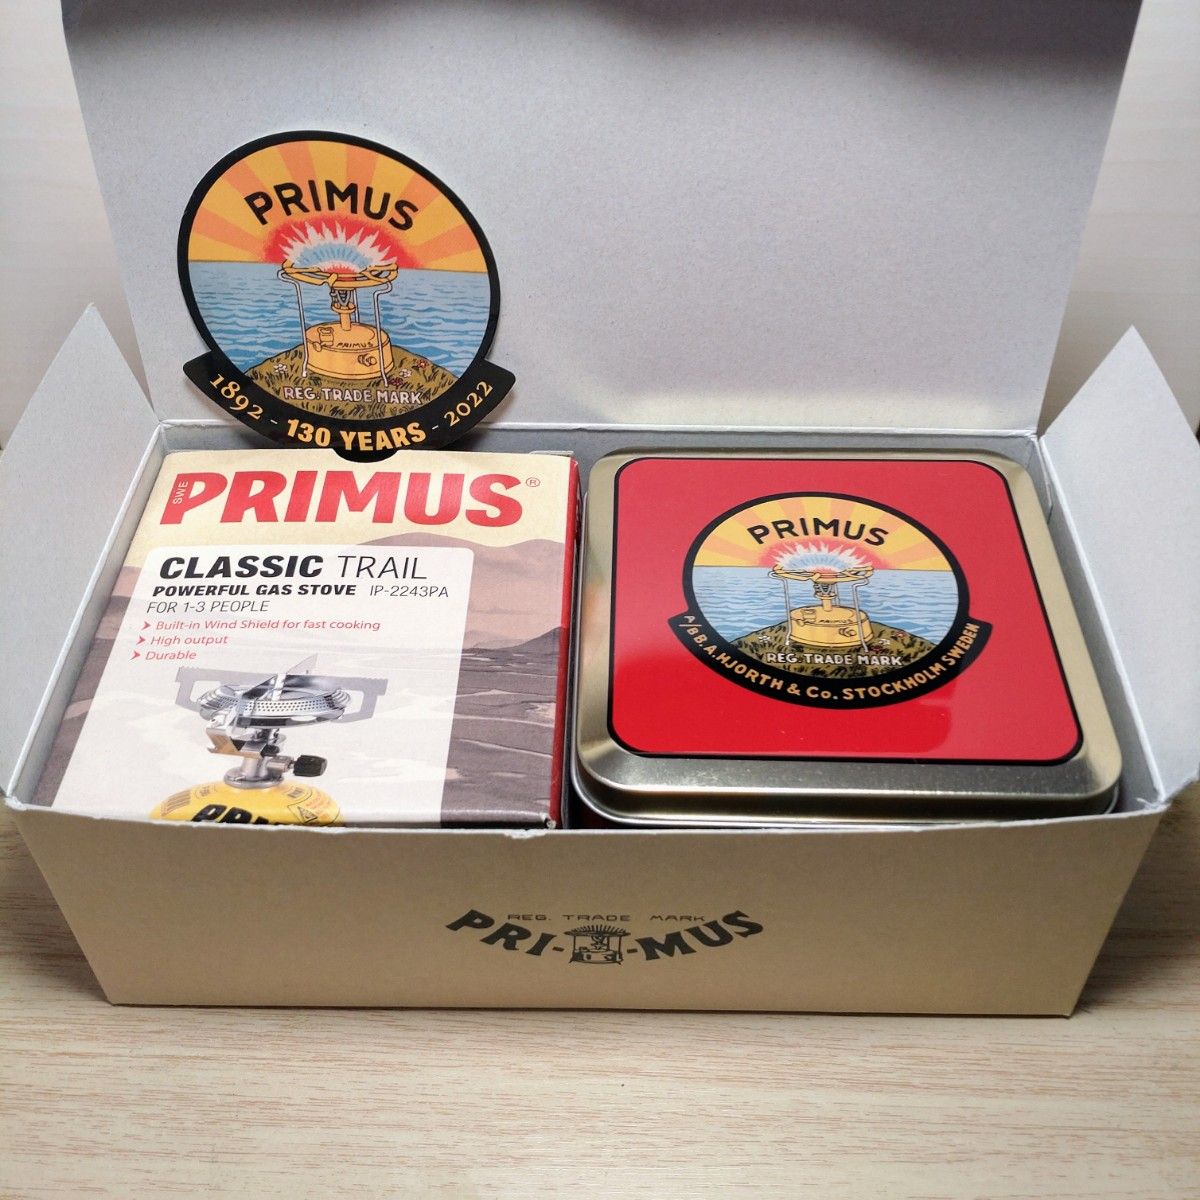 PRIMUS
PRIMUS
REG. TRADE MARK
1892 - 130 YEARS - 2022
SWE
PRIMUS®
CLASSIC TRAIL
POWERFUL GAS STOVE IP-2243PA
FOR 1-3 PEOPLE
Built-in Wind Shield for fast cooking
High output
Durable
PRIMUS
PRIMUS
REG. TRADE MARK
A/B B.A. HJORTH & Co. STOCKHOLM SWEDEN
REG. TRADE MARK
PRI-MUS